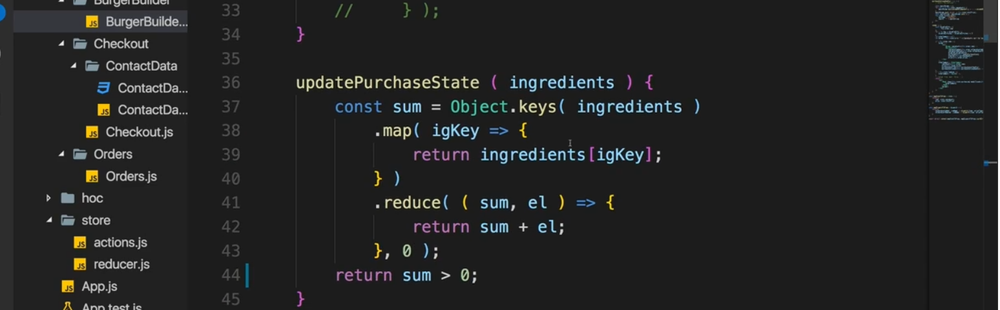 BurgerBuilder
BurgerBuilde...
Checkout
ContactData
ContactDa...
ContactDa...
Checkout.js
Orders
Orders.js
hoc
store
actions.js
reducer.js
App.js
App.test.js
33 // } );
34 }
35
36 updatePurchaseState ( ingredients ) {
37 const sum = Object.keys( ingredients )
38 .map( igKey => {
39 return ingredients[igKey];
40 } )
41 .reduce( ( sum, el ) => {
42 return sum + el;
43 }, 0 );
44 return sum > 0;
45 }